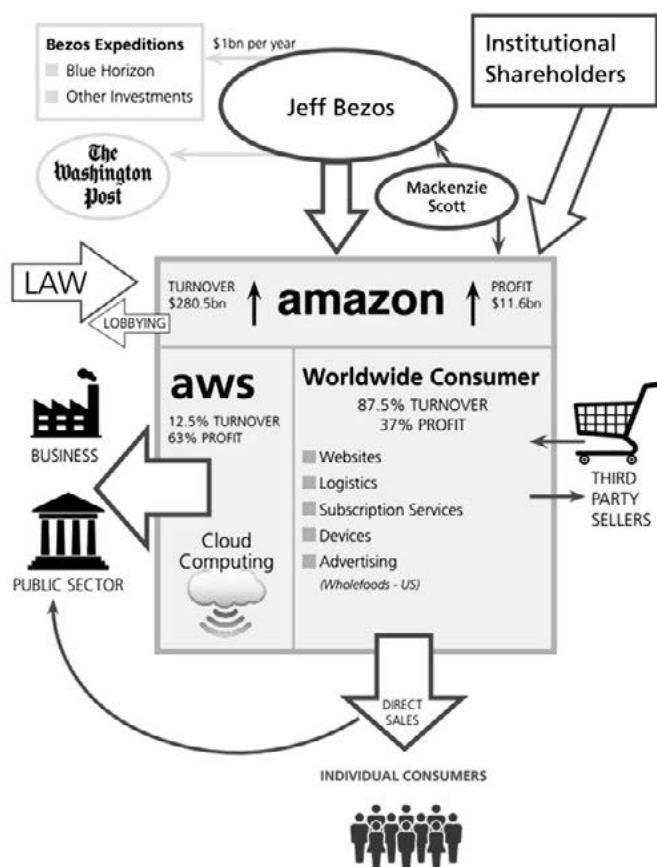 Bezos Expeditions
Blue Horizon
Other Investments
$1bn per year
Jeff Bezos
Institutional
Shareholders
The
Washington
Post
Mackenzie
Scott
LAW
LOBBYING
TURNOVER
$280.5bn
amazon
PROFIT
$11.6bn
aws
12.5% TURNOVER
63% PROFIT
Cloud
Computing
Worldwide Consumer
87.5% TURNOVER
37% PROFIT
Websites
Logistics
Subscription Services
Devices
Advertising
(Wholefoods - US)
BUSINESS
PUBLIC SECTOR
THIRD
PARTY
SELLERS
DIRECT
SALES
INDIVIDUAL CONSUMERS